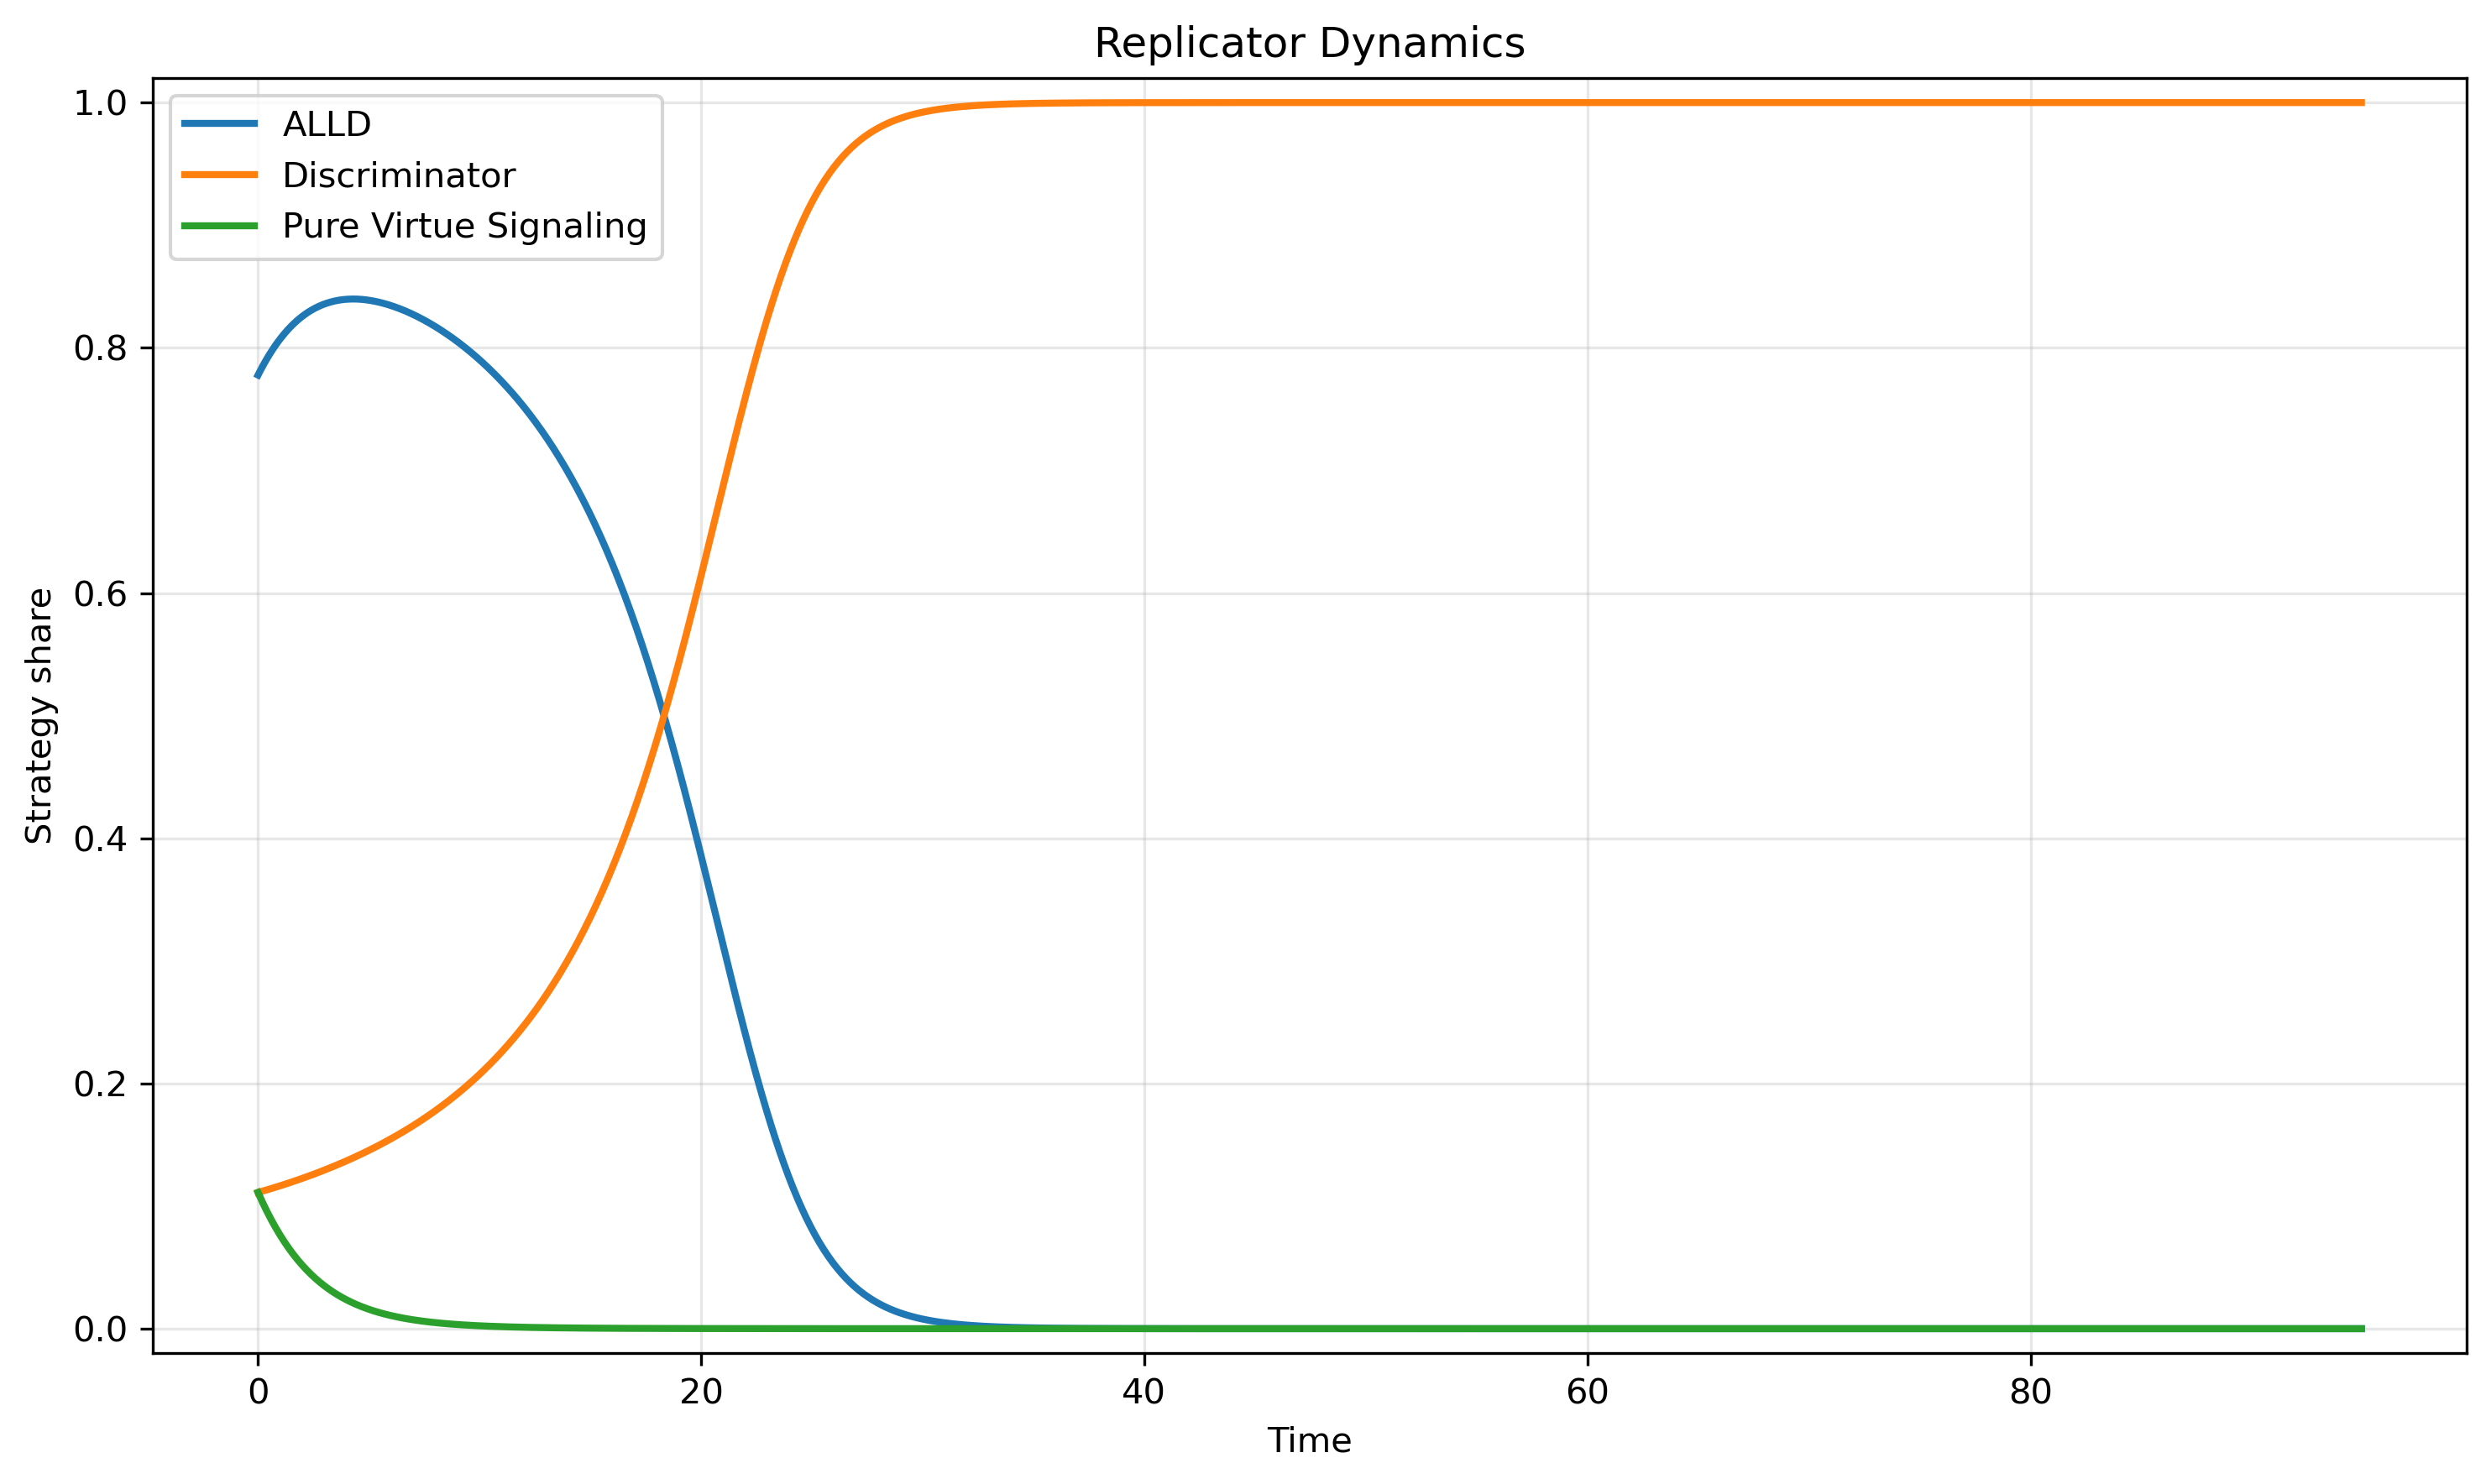 Replicator Dynamics
ALLD
Discriminator
Pure Virtue Signaling
Strategy share
1.0
0.8
0.6
0.4
0.2
0.0
0 20 40 60 80
Time